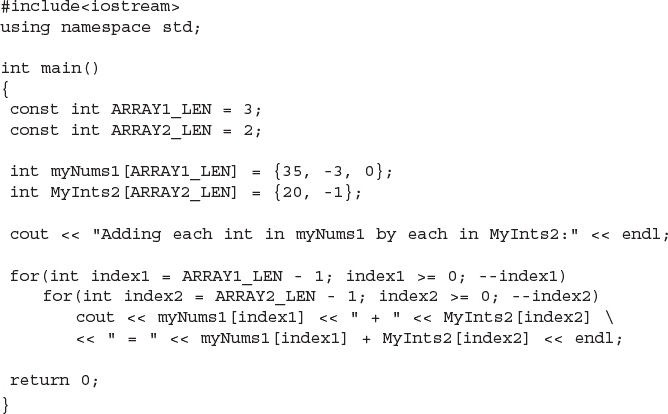 #include<iostream>
using namespace std;
int main()
{
const int ARRAY1_LEN = 3;
const int ARRAY2_LEN = 2;
int myNums1[ARRAY1_LEN] = {35, -3, 0};
int MyInts2[ARRAY2_LEN] = {20, -1};
cout << "Adding each int in myNums1 by each in MyInts2:" << endl;
for(int index1 = ARRAY1_LEN - 1; index1 >= 0; --index1)
for(int index2 = ARRAY2_LEN - 1; index2 >= 0; --index2)
cout << myNums1[index1] << " + " << MyInts2[index2] \
<< " = " << myNums1[index1] + MyInts2[index2] << endl;
return 0;
}